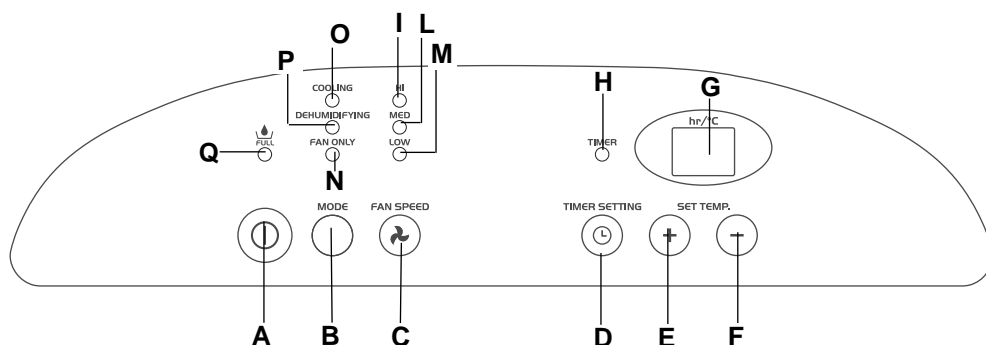 O I L M
P H G
COOLING HI
DEHUMIDIFYING MED hr/°C
FULL FAN ONLY LOW TIMER
Q N
MODE FAN SPEED TIMER SETTING SET TEMP.
A B C D E F